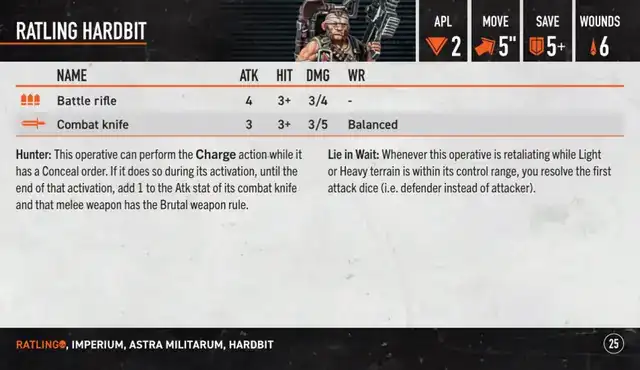 RATLING HARDBIT
APL MOVE SAVE WOUNDS
2 5" 5+ 6
NAME ATK HIT DMG WR
Battle rifle 4 3+ 3/4 -
Combat knife 3 3+ 3/5 Balanced
Hunter: This operative can perform the Charge action while it
has a Conceal order. If it does so during its activation, until the
end of that activation, add 1 to the Atk stat of its combat knife
and that melee weapon has the Brutal weapon rule.
Lie in Wait: Whenever this operative is retaliating while Light
or Heavy terrain is within its control range, you resolve the first
attack dice (i.e. defender instead of attacker).
RATLING, IMPERIUM, ASTRA MILITARUM, HARDBIT
25